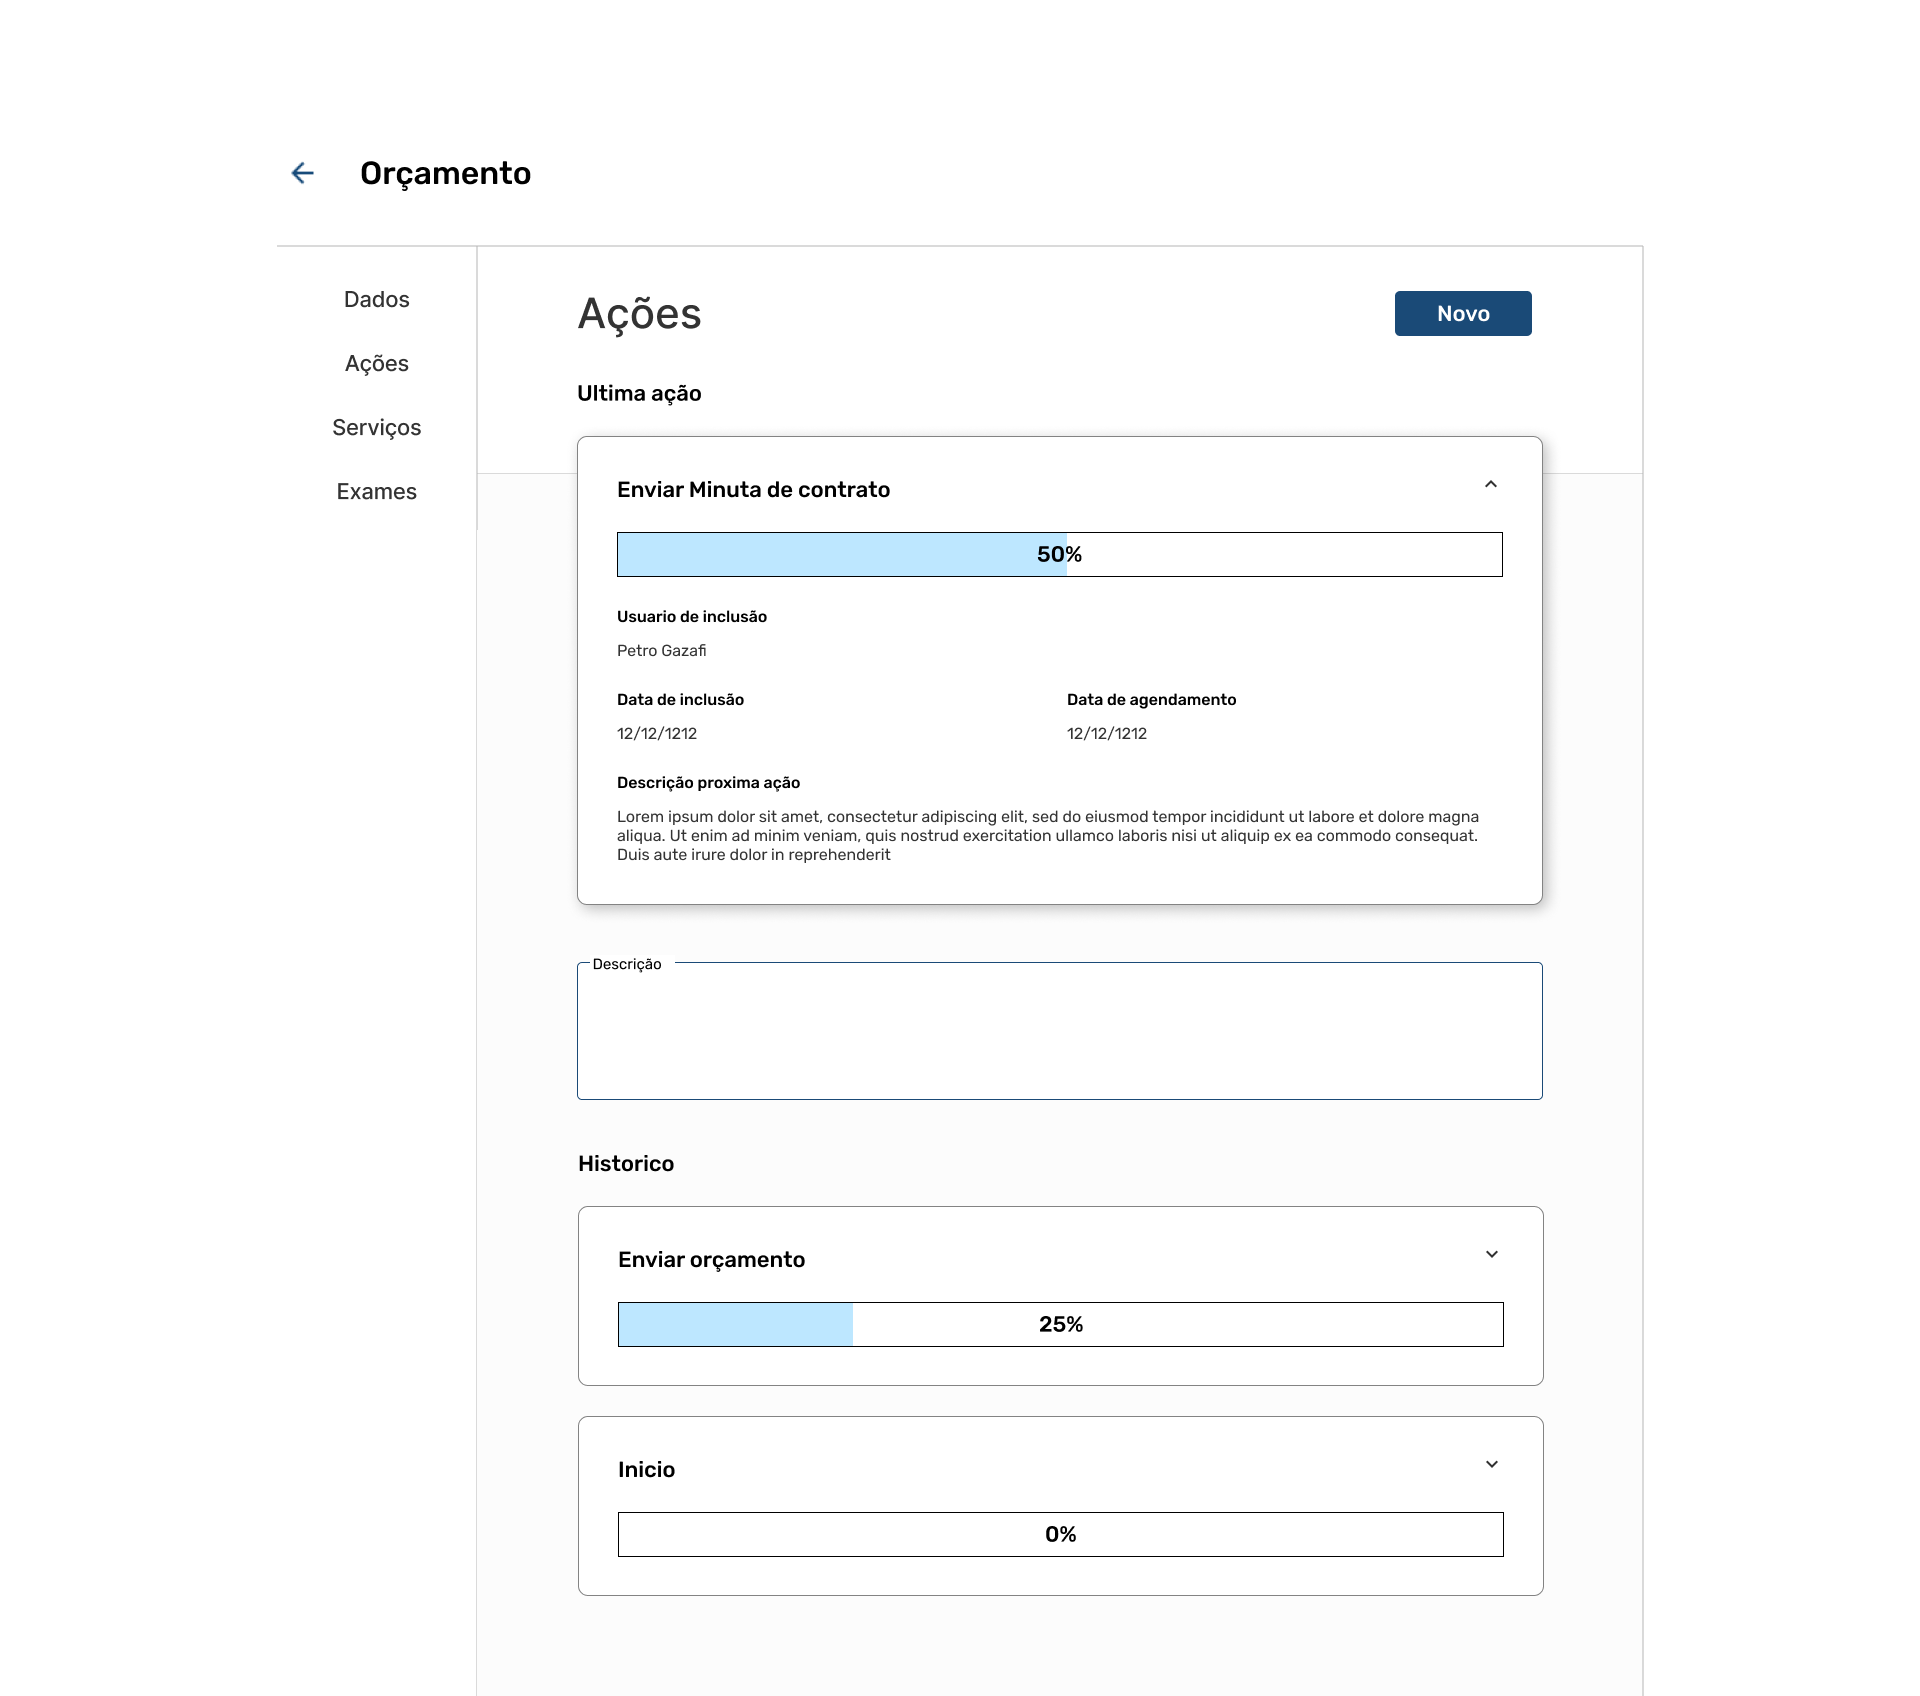 Orçamento
Dados
Ações
Serviços
Exames
Ações
Novo
Ultima ação
Enviar Minuta de contrato
50%
Usuario de inclusão
Petro Gazafi
Data de inclusão
Data de agendamento
12/12/1212
12/12/1212
Descrição proxima ação
Lorem ipsum dolor sit amet, consectetur adipiscing elit, sed do eiusmod tempor incididunt ut labore et dolore magna
aliqua. Ut enim ad minim veniam, quis nostrud exercitation ullamco laboris nisi ut aliquip ex ea commodo consequat.
Duis aute irure dolor in reprehenderit
Descrição
Historico
Enviar orçamento
25%
Inicio
0%